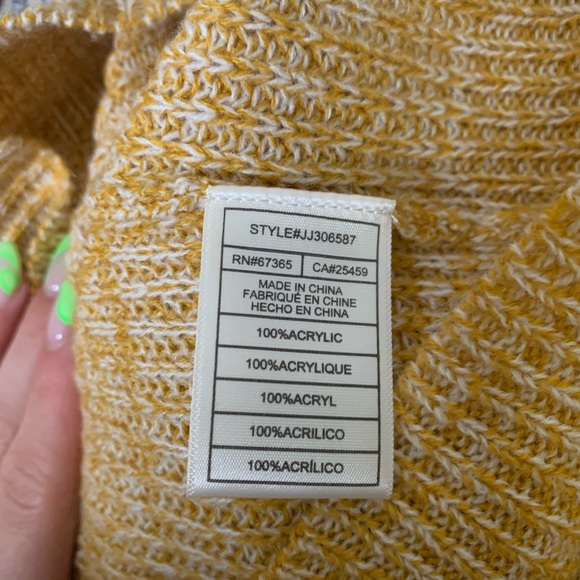 STYLE#JJ306587
RN#67365 CA#25459
MADE IN CHINA
FABRIQUÉ EN CHINE
HECHO EN CHINA
100%ACRYLIC
100%ACRYLIQUE
100%ACRYL
100%ACRILICO
100%ACRÍLICO